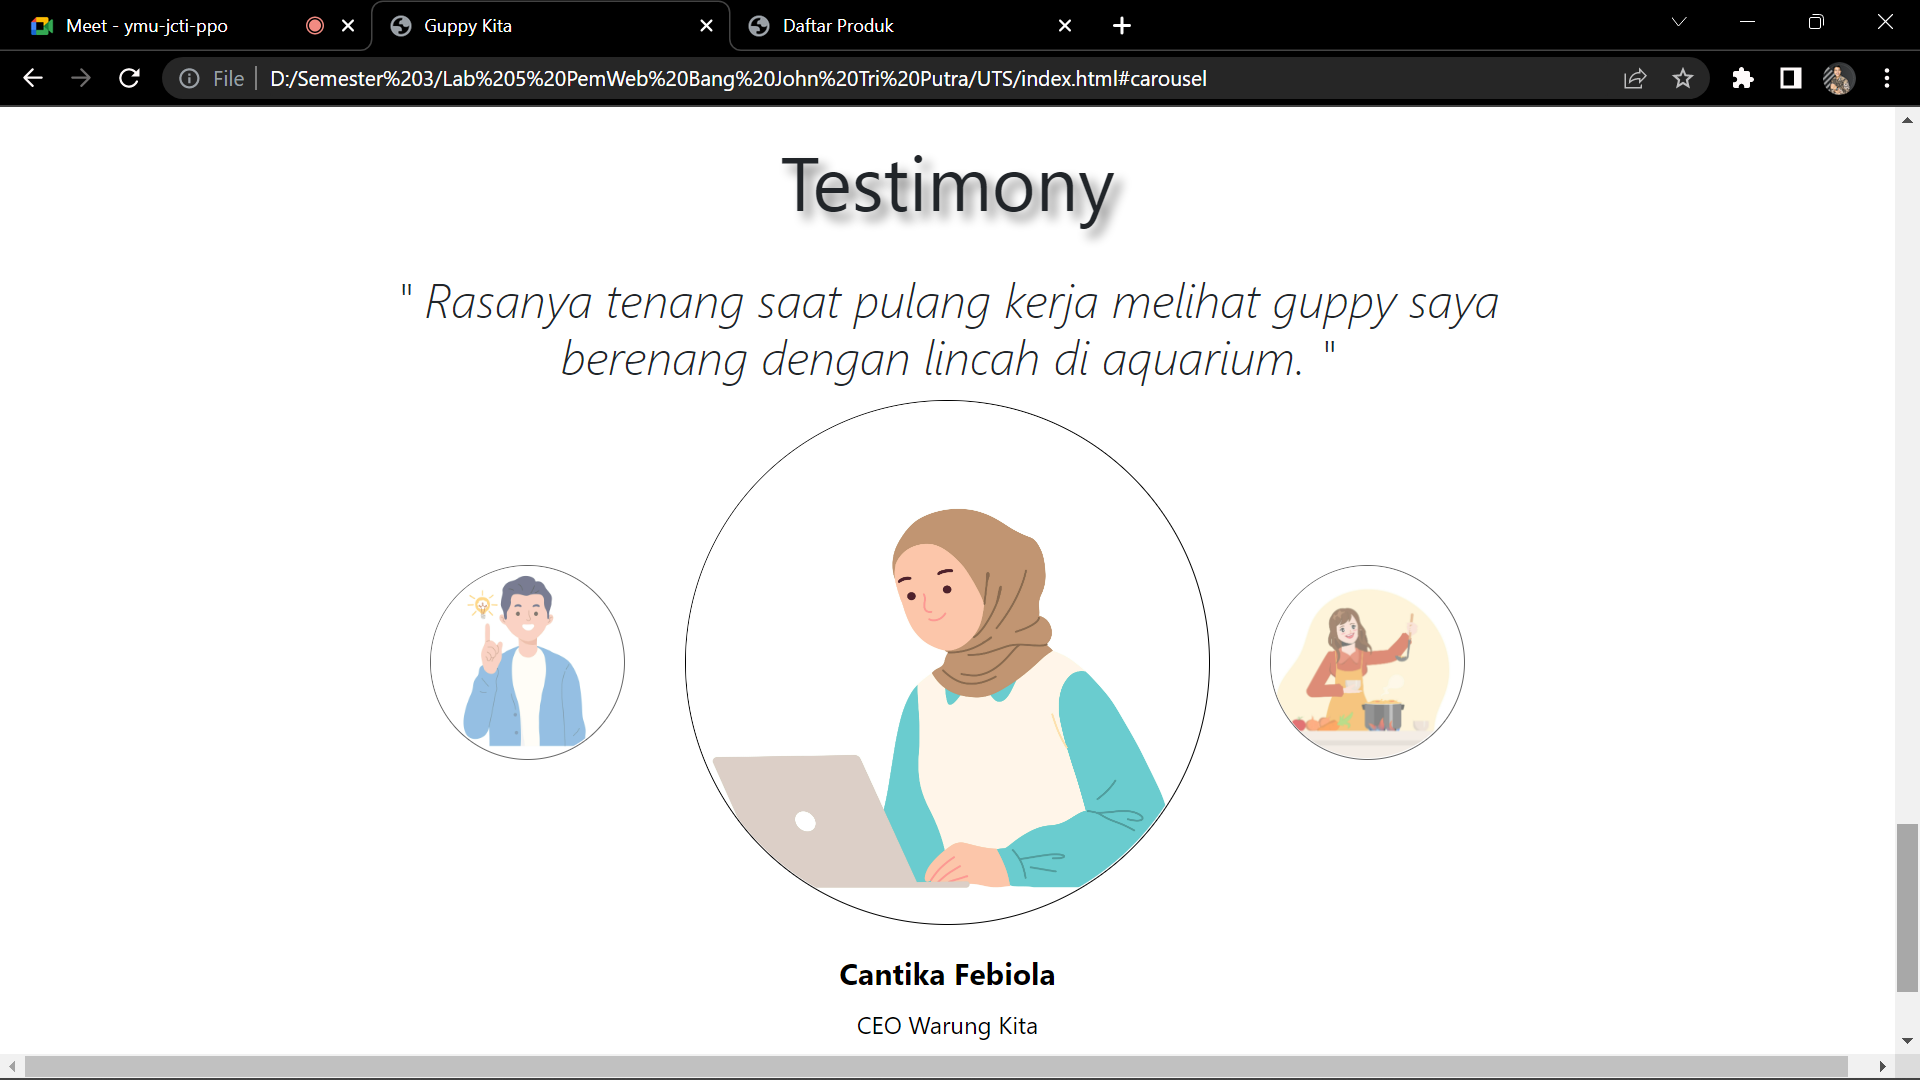 Meet - ymu-jcti-ppo
Guppy Kita
Daftar Produk
File
D:/Semester%203/Lab%205%20PemWeb%20Bang%20John%20Tri%20Putra/UTS/index.html#carousel
Testimony
" Rasanya tenang saat pulang kerja melihat guppy saya
berenang dengan lincah di aquarium. "
Cantika Febiola
CEO Warung Kita